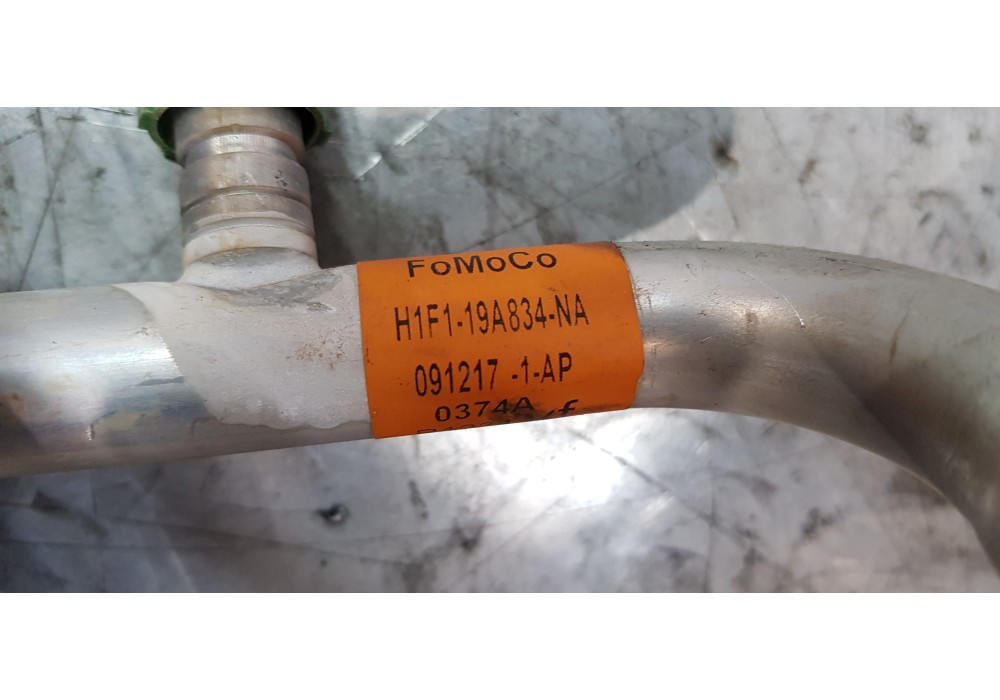 FoMoCo
H1F1-19A834-NA
091217 -1-AP
0374A